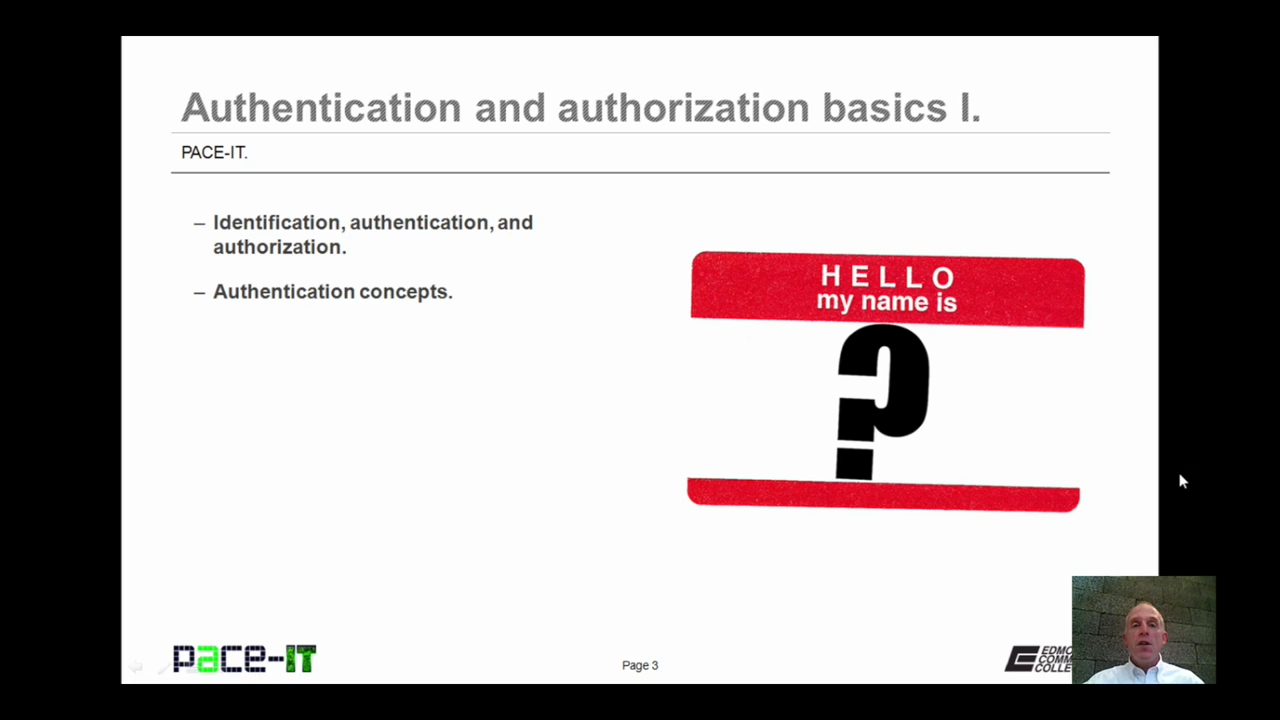 Authentication and authorization basics I.
PACE-IT.
– Identification, authentication, and
authorization.
– Authentication concepts.
HELLO
my name is
?
pace-IT
Page 3